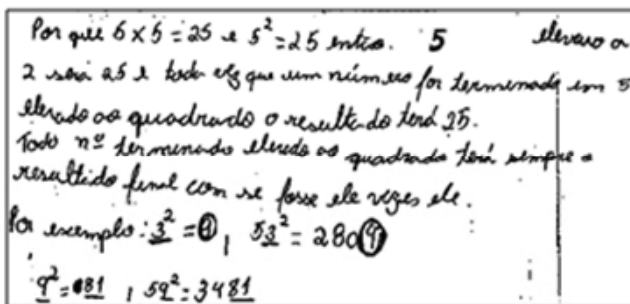 Por que 5 x 5 = 25 e 5² = 25 então. 5 elevado a
2 será 25 e toda vez que um número for terminado em 5
elevado ao quadrado o resultado terá 25.
Todo nº terminado elevado ao quadrado terá sempre o
resultado final com se fosse ele vezes ele.
Por exemplo: 3² = 9, 53² = 2809
9² = 81, 59² = 3481